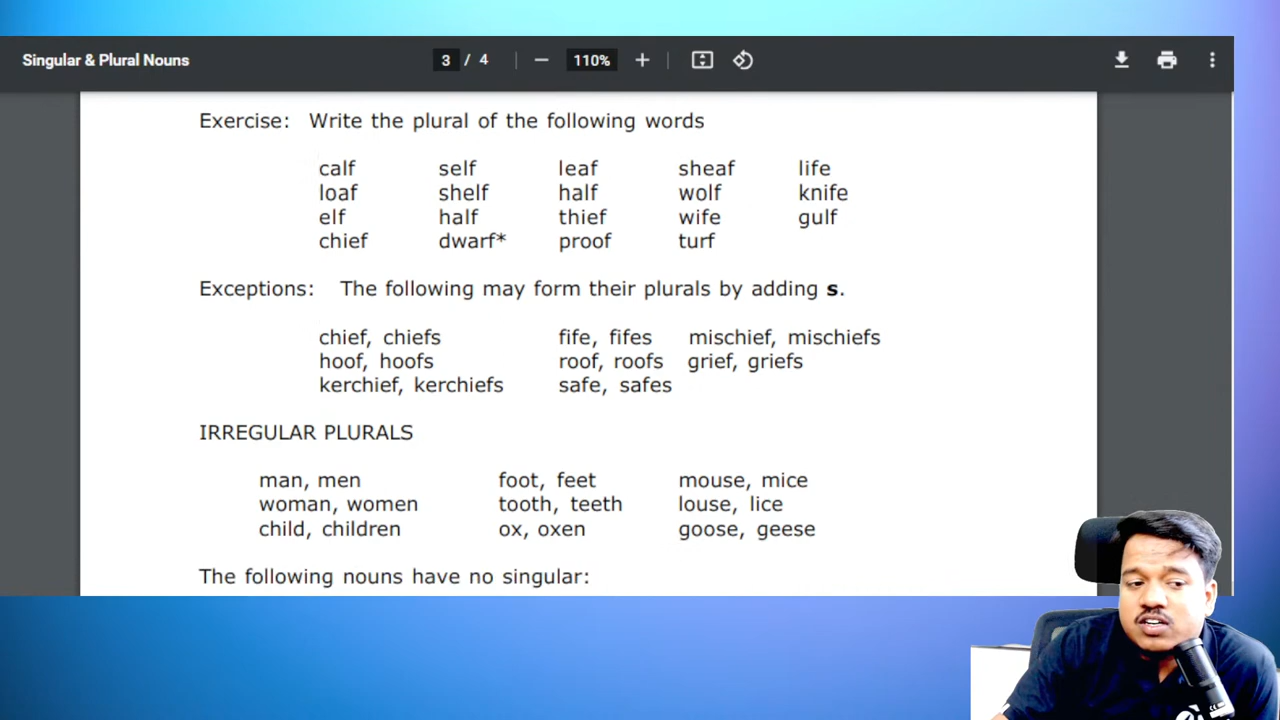 Singular & Plural Nouns 3 / 4 110%
Exercise: Write the plural of the following words
calf self leaf sheaf life
loaf shelf half wolf knife
elf half thief wife gulf
chief dwarf* proof turf
Exceptions: The following may form their plurals by adding s.
chief, chiefs fife, fifes mischief, mischiefs
hoof, hoofs roof, roofs grief, griefs
kerchief, kerchiefs safe, safes
IRREGULAR PLURALS
man, men foot, feet mouse, mice
woman, women tooth, teeth louse, lice
child, children ox, oxen goose, geese
The following nouns have no singular: